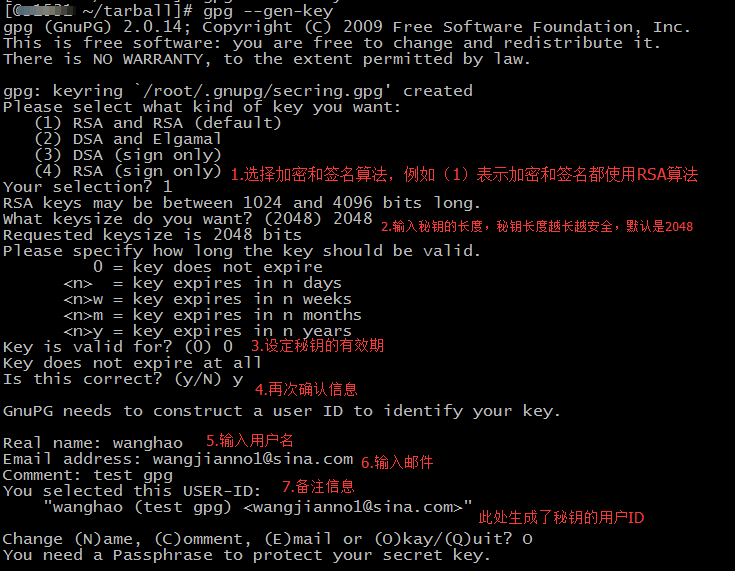 ~/tarball]# gpg --gen-key
gpg (GnuPG) 2.0.14; Copyright (C) 2009 Free Software Foundation, Inc.
This is free software: you are free to change and redistribute it.
There is NO WARRANTY, to the extent permitted by law.
gpg: keyring `/root/.gnupg/secring.gpg' created
Please select what kind of key you want:
(1) RSA and RSA (default)
(2) DSA and Elgamal
(3) DSA (sign only)
(4) RSA (sign only) 1.选择加密和签名算法，例如（1）表示加密和签名都使用RSA算法
Your selection? 1
RSA keys may be between 1024 and 4096 bits long.
What keysize do you want? (2048) 2048 2.输入秘钥的长度，秘钥长度越长越安全，默认是2048
Requested keysize is 2048 bits
Please specify how long the key should be valid.
0 = key does not expire
<n>  = key expires in n days
<n>w = key expires in n weeks
<n>m = key expires in n months
<n>y = key expires in n years
Key is valid for? (0) 0 3.设定秘钥的有效期
Key does not expire at all
Is this correct? (y/N) y 4.再次确认信息
GnuPG needs to construct a user ID to identify your key.
Real name: wanghao 5.输入用户名
Email address: wangjianno1@sina.com 6.输入邮件
Comment: test gpg 7.备注信息
You selected this USER-ID:
"wanghao (test gpg) <wangjianno1@sina.com>" 此处生成了秘钥的用户ID
Change (N)ame, (C)omment, (E)mail or (O)kay/(Q)uit? O
You need a Passphrase to protect your secret key.